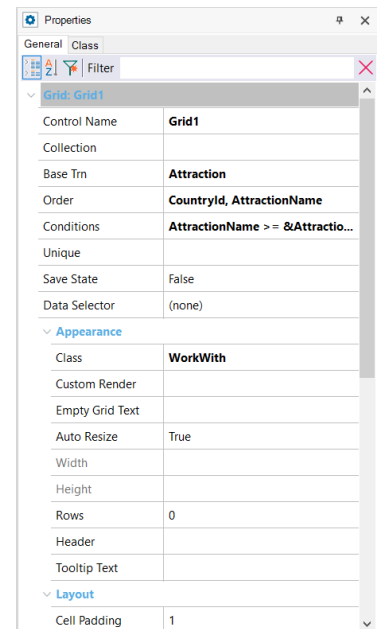 Properties
General Class
Filter
Grid: Grid1
Control Name Grid1
Collection
Base Trn Attraction
Order CountryId, AttractionName
Conditions AttractionName >= &Attractio...
Unique
Save State False
Data Selector (none)
Appearance
Class WorkWith
Custom Render
Empty Grid Text
Auto Resize True
Width
Height
Rows 0
Header
Tooltip Text
Layout
Cell Padding 1